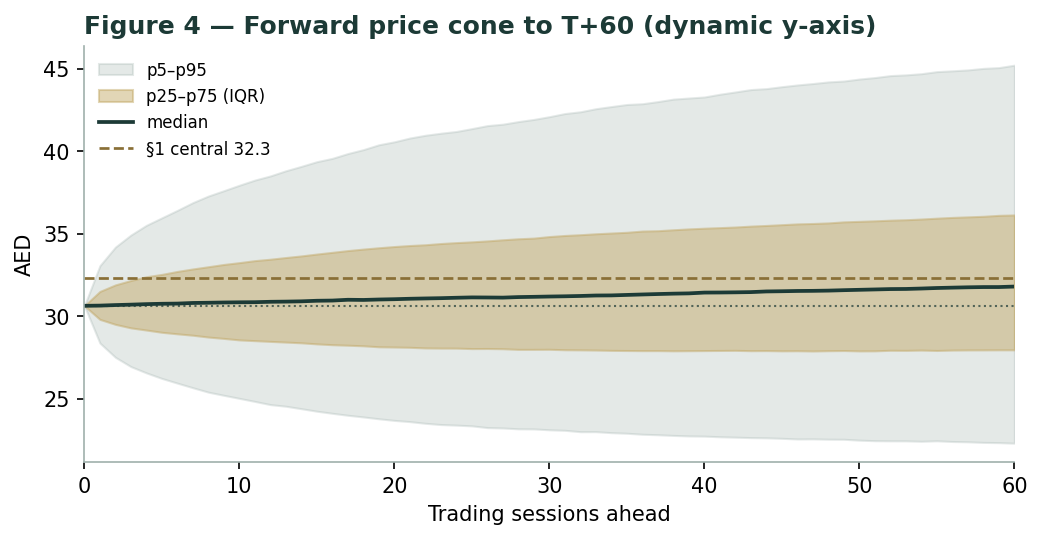 Figure 4 — Forward price cone to T+60 (dynamic y-axis)
p5–p95
p25–p75 (IQR)
median
§1 central 32.3
45
40
35
30
25
AED
0 10 20 30 40 50 60
Trading sessions ahead